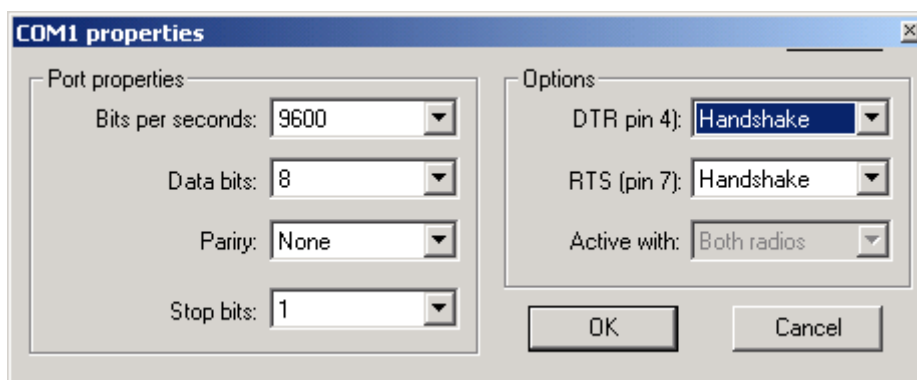 COM1 properties
Port properties
Bits per seconds: 9600
Data bits: 8
Pariry: None
Stop bits: 1
Options
DTR pin 4): Handshake
RTS (pin 7): Handshake
Active with: Both radios
OK Cancel